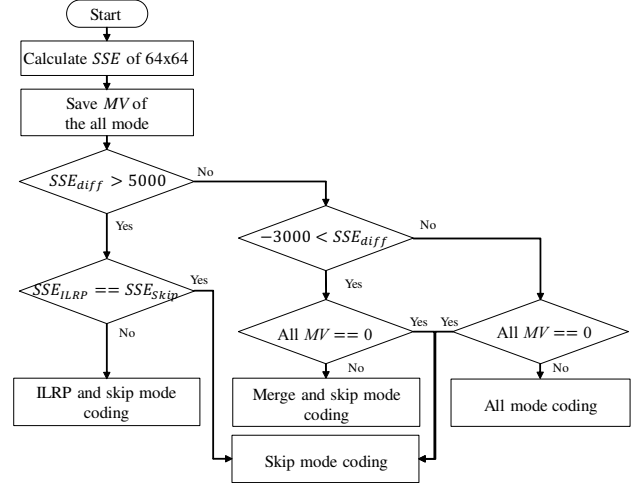 Start
Calculate SSE of 64x64
Save MV of
the all mode
SSE_diff > 5000
No
Yes
−3000 < SSE_diff
No
Yes
SSE_ILRP == SSE_Skip
Yes
No
All MV == 0
Yes
No
All MV == 0
Yes
No
ILRP and skip mode
coding
Merge and skip mode
coding
All mode coding
Skip mode coding